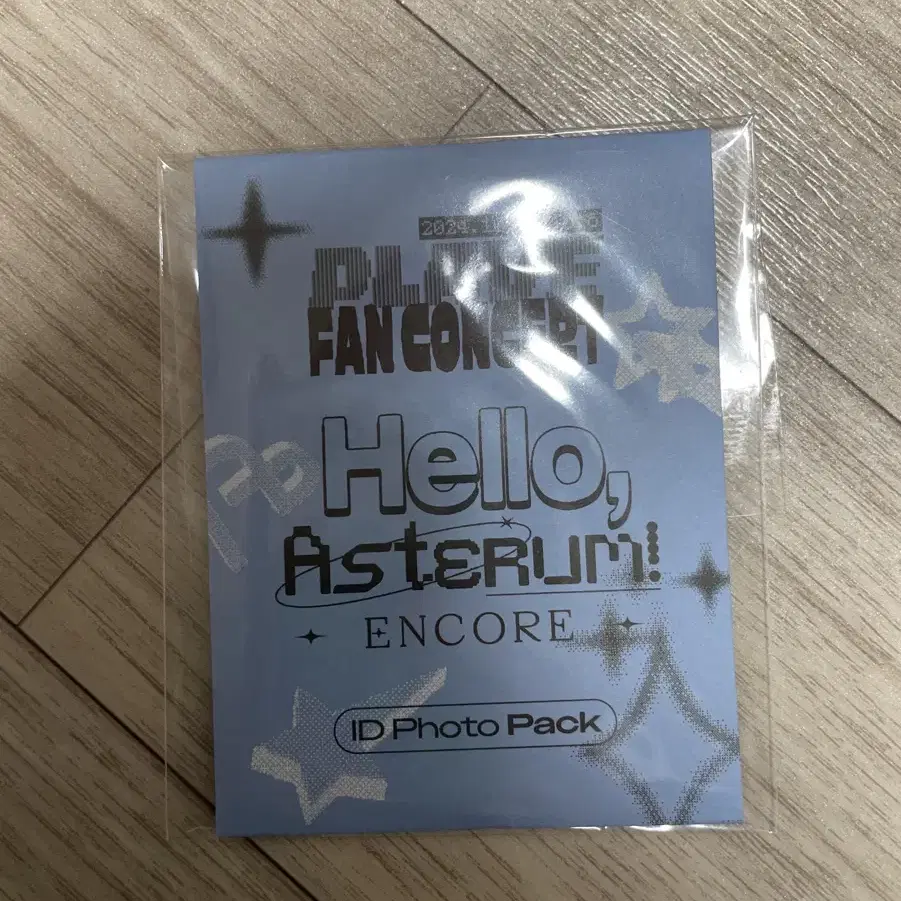 PLAVE
FAN CONCERT
Hello,
Asterum!
ENCORE
ID Photo Pack